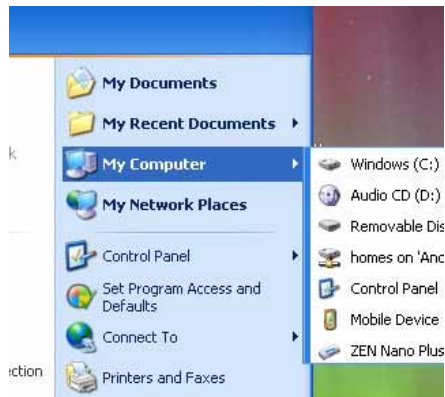 My Documents
My Recent Documents
k
My Computer
My Network Places
Control Panel
Set Program Access and
Defaults
Connect To
ection
Printers and Faxes
Windows (C:)
Audio CD (D:)
Removable Dis
homes on 'Anc
Control Panel
Mobile Device
ZEN Nano Plus